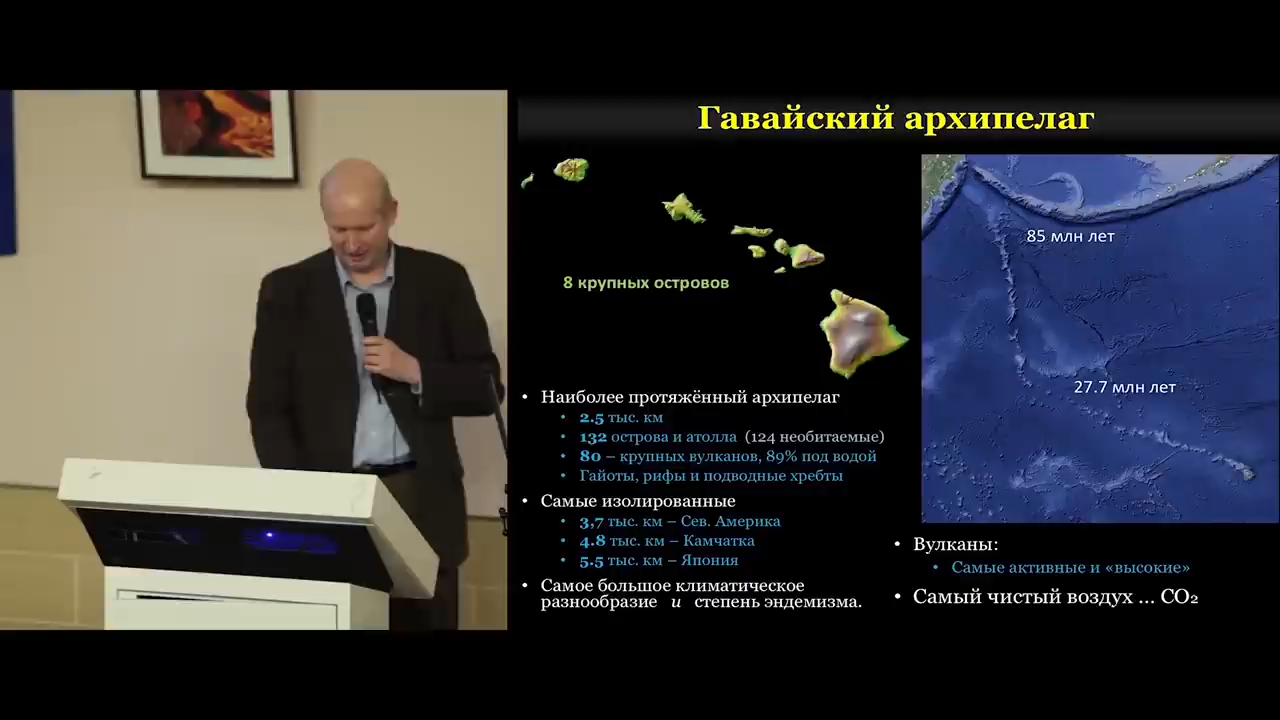 Гавайский архипелаг
8 крупных островов
85 млн лет
27.7 млн лет
• Наиболее протяжённый архипелаг
• 2.5 тыс. км
• 132 острова и атолла (124 необитаемые)
• 80 – крупных вулканов, 89% под водой
• Гайоты, рифы и подводные хребты
• Самые изолированные
• 3,7 тыс. км – Сев. Америка
• 4.8 тыс. км – Камчатка
• 5.5 тыс. км – Япония
• Самое большое климатическое
разнообразие и степень эндемизма.
• Вулканы:
• Самые активные и «высокие»
• Самый чистый воздух ... CO₂